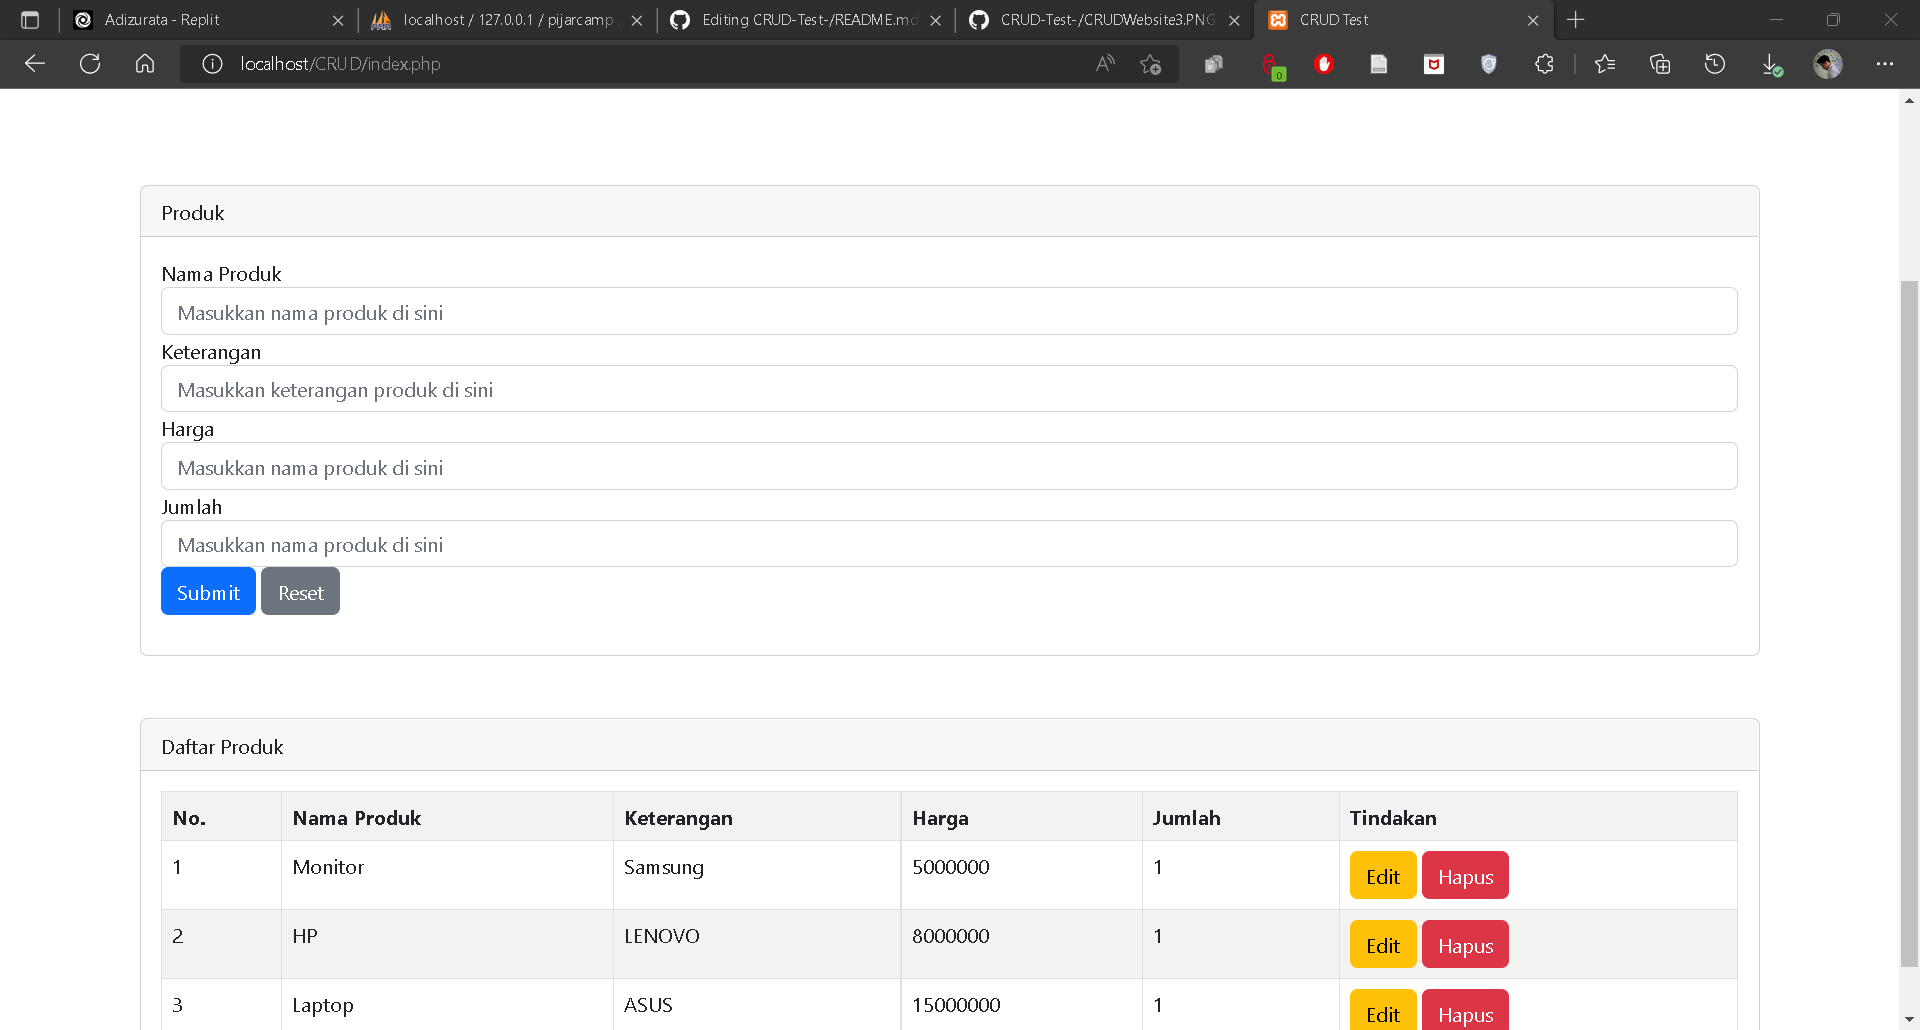 Adizurata - Replit
localhost / 127.0.0.1 / pijarcamp
Editing CRUD-Test-/README.md
CRUD-Test-/CRUDWebsite3.PNG
CRUD Test
localhost/CRUD/index.php
0
Produk
Nama Produk
Masukkan nama produk di sini
Keterangan
Masukkan keterangan produk di sini
Harga
Masukkan nama produk di sini
Jumlah
Masukkan nama produk di sini
Submit Reset
Daftar Produk
No. Nama Produk Keterangan Harga Jumlah Tindakan
1 Monitor Samsung 5000000 1 Edit Hapus
2 HP LENOVO 8000000 1 Edit Hapus
3 Laptop ASUS 15000000 1 Edit Hapus